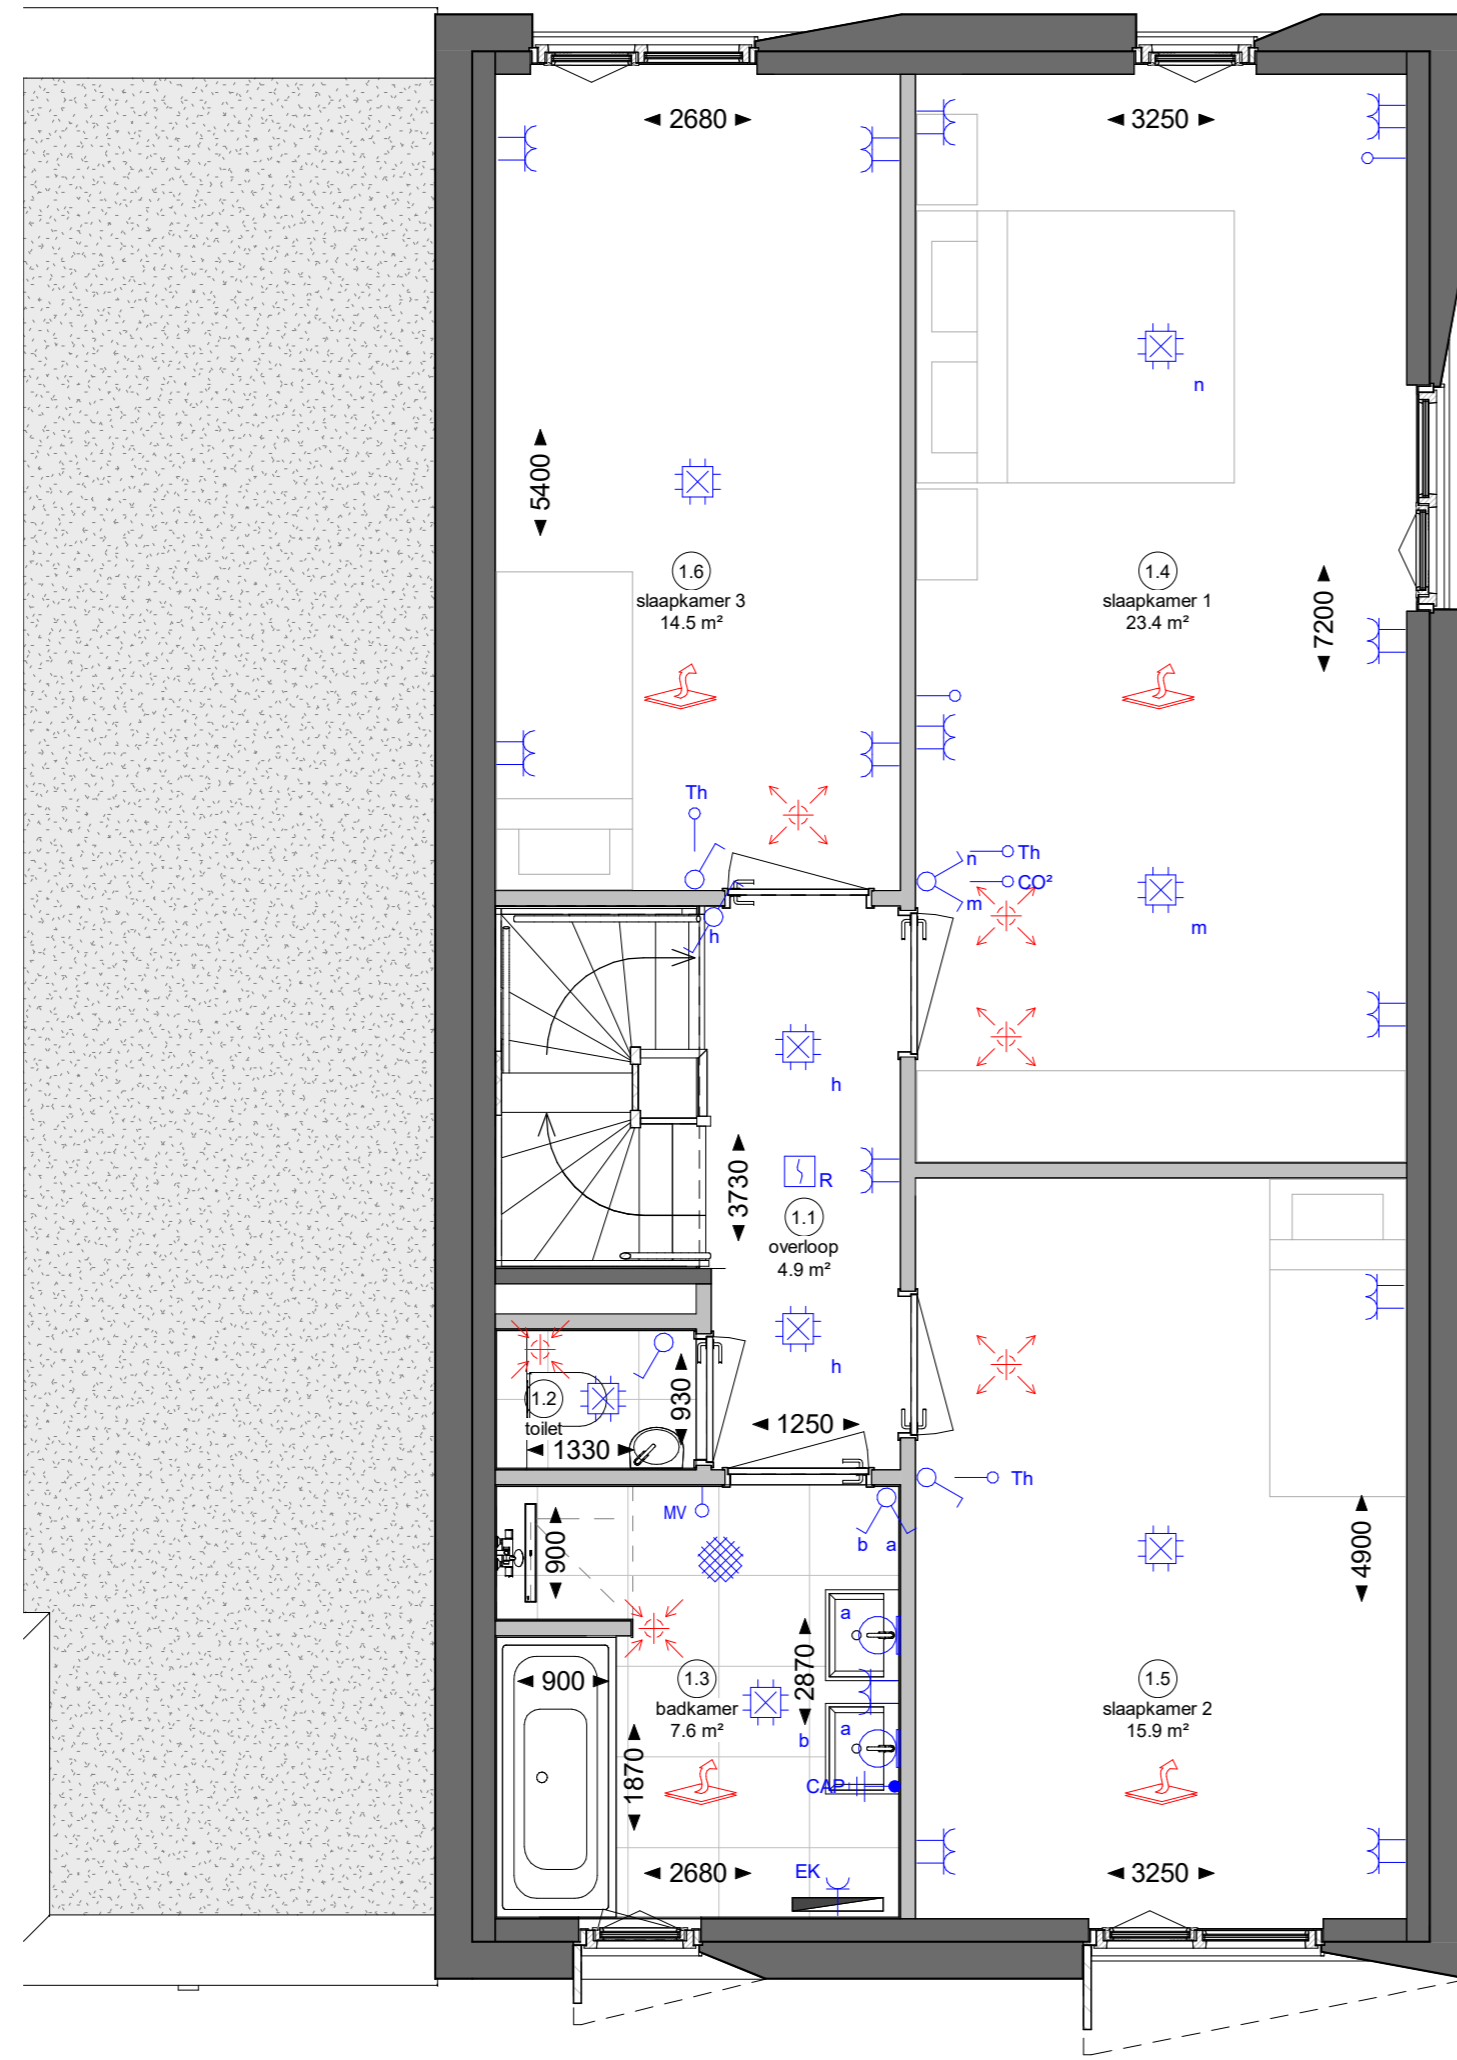 2680
3250
n
5400
1.6
slaapkamer 3
14.5 m²
1.4
slaapkamer 1
23.4 m²
7200
Th
n
Th
CO²
m
h
m
h
3730
R
1.1
overloop
4.9 m²
h
1.2
toilet
930
1330
1250
Th
MV
b
a
900
4900
a
2870
900
1.3
badkamer
7.6 m²
b
a
1.5
slaapkamer 2
15.9 m²
1870
CAP
EK
2680
3250